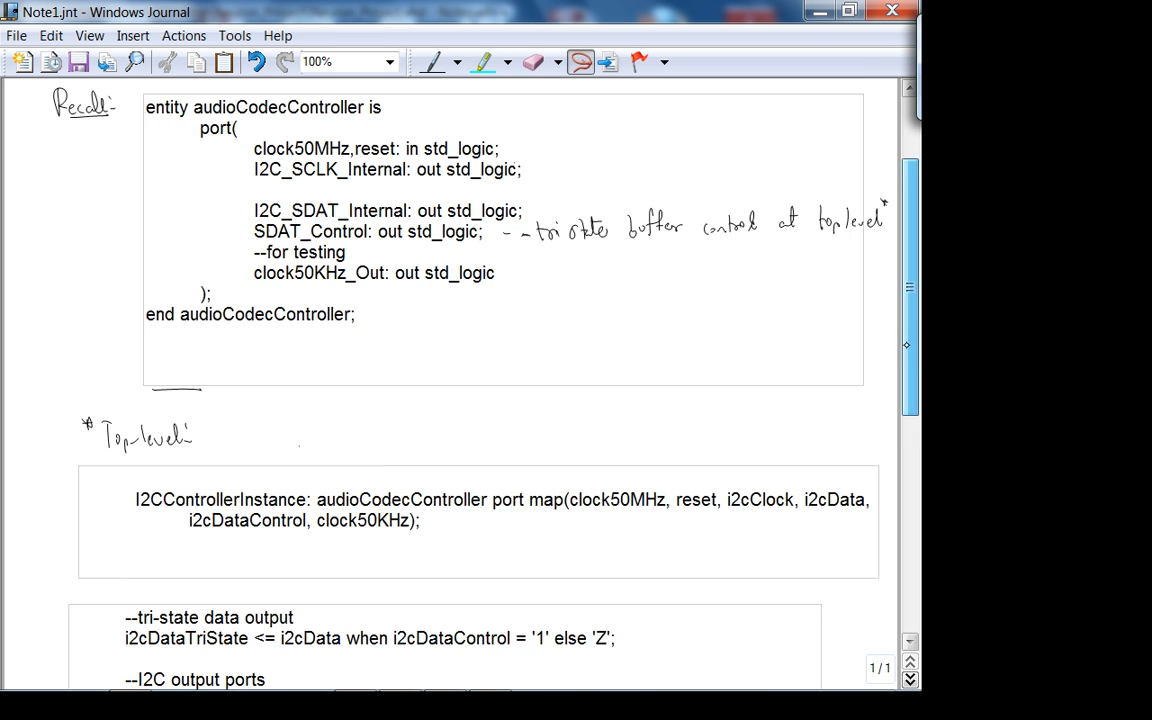 Note1.jnt - Windows Journal
File Edit View Insert Actions Tools Help
100%
Recall:-
entity audioCodecController is
port(
clock50MHz,reset: in std_logic;
I2C_SCLK_Internal: out std_logic;
I2C_SDAT_Internal: out std_logic;
SDAT_Control: out std_logic; --tri state buffer control at top level*
--for testing
clock50KHz_Out: out std_logic
);
end audioCodecController;
* Top-level:-
I2CControllerInstance: audioCodecController port map(clock50MHz, reset, i2cClock, i2cData,
i2cDataControl, clock50KHz);
--tri-state data output
i2cDataTriState <= i2cData when i2cDataControl = '1' else 'Z';
1 / 1
--I2C output ports